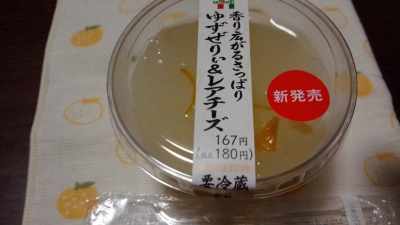 香り広がるさっぱり
ゆずぜりぃ&レアチーズ
167円
(税込180円)
要冷蔵
新発売